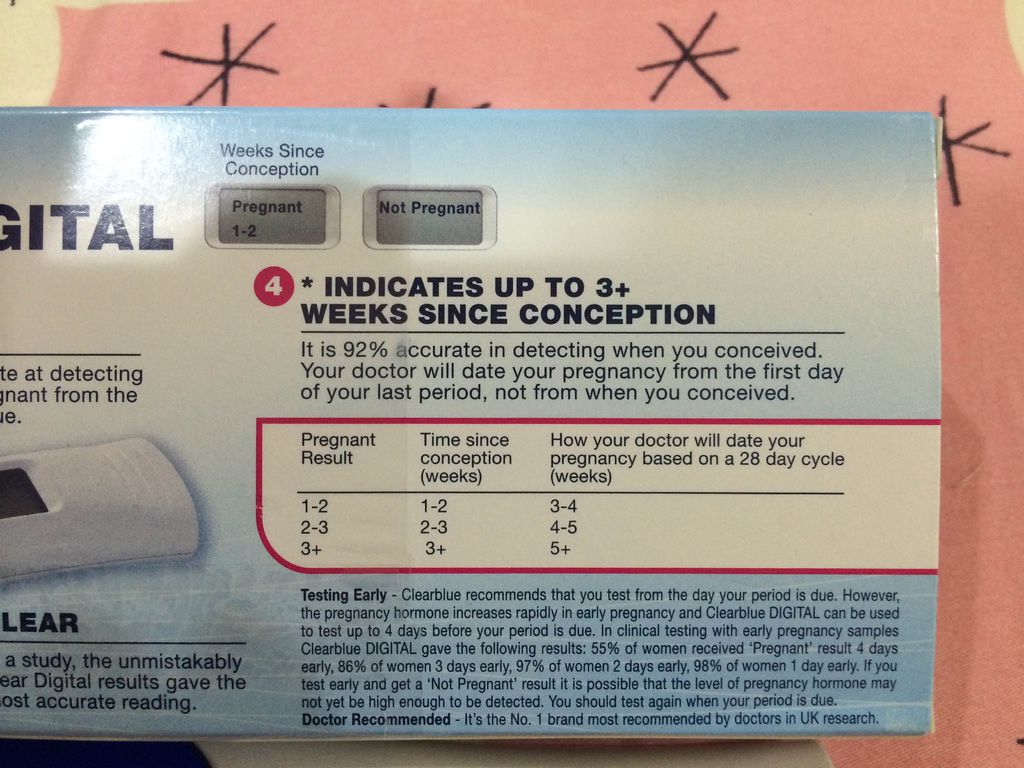 Weeks Since
Conception
Pregnant
1-2
Not Pregnant
GITAL
4 * INDICATES UP TO 3+
WEEKS SINCE CONCEPTION
It is 92% accurate in detecting when you conceived.
Your doctor will date your pregnancy from the first day
of your last period, not from when you conceived.
te at detecting
gnant from the
ue.
Pregnant Result
Time since conception (weeks)
How your doctor will date your pregnancy based on a 28 day cycle (weeks)
1-2 1-2 3-4
2-3 2-3 4-5
3+ 3+ 5+
Testing Early - Clearblue recommends that you test from the day your period is due. However,
the pregnancy hormone increases rapidly in early pregnancy and Clearblue DIGITAL can be used
to test up to 4 days before your period is due. In clinical testing with early pregnancy samples
Clearblue DIGITAL gave the following results: 55% of women received 'Pregnant' result 4 days
early, 86% of women 3 days early, 97% of women 2 days early, 98% of women 1 day early. If you
test early and get a 'Not Pregnant' result it is possible that the level of pregnancy hormone may
not yet be high enough to be detected. You should test again when your period is due.
Doctor Recommended - It's the No. 1 brand most recommended by doctors in UK research.
LEAR
a study, the unmistakably
ear Digital results gave the
ost accurate reading.